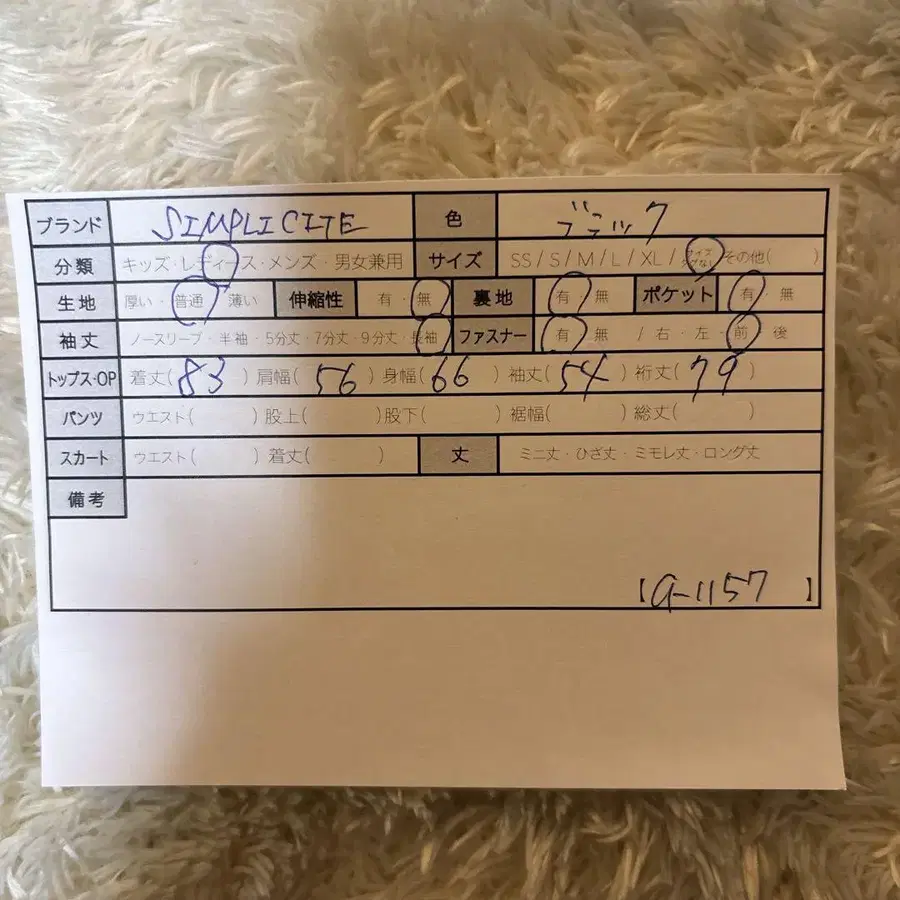 ブランド SIMPLICITE 色 ブラック
分類 キッズ・レディース・メンズ・男女兼用 サイズ SS/S/M/L/XL/サイズタグなし その他( )
生地 厚い・普通・薄い 伸縮性 有・無 裏地 有・無 ポケット 有・無
袖丈 ノースリーブ・半袖・5分丈・7分丈・9分丈・長袖 ファスナー 有・無 / 右・左・前・後
トップス・OP 着丈(83) 肩幅(56) 身幅(66) 袖丈(54) 裄丈(79)
パンツ ウエスト( ) 股上( ) 股下( ) 裾幅( ) 総丈( )
スカート ウエスト( ) 着丈( ) 丈 ミニ丈・ひざ丈・ミモレ丈・ロング丈
備考
【a-1157 】